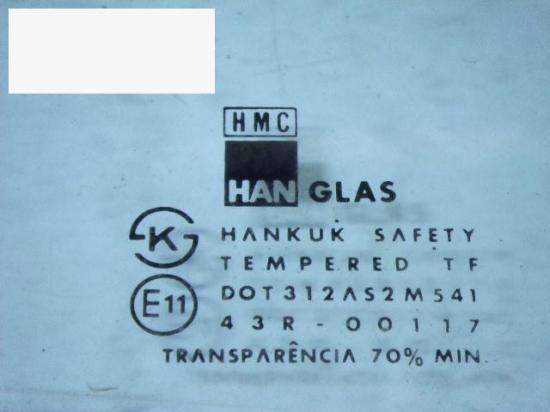 HMC
HAN GLAS
K HANKUK SAFETY
TEMPERED TF
E11 DOT312AS2M541
43R-00117
TRANSPARÊNCIA 70% MIN.